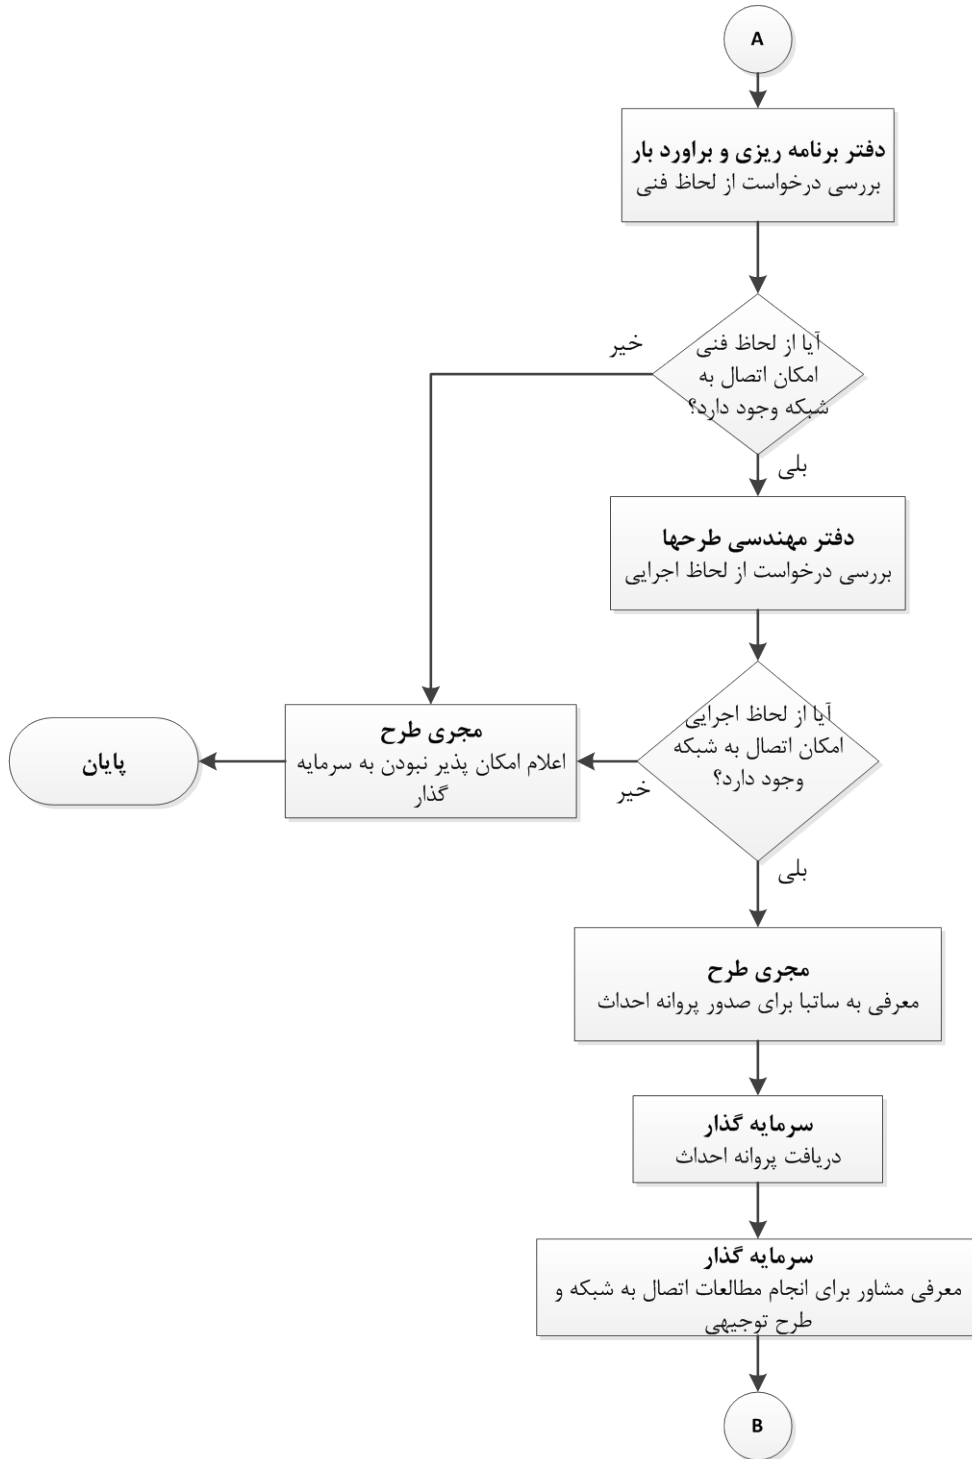 A
دفتر برنامه ریزی و براورد بار
بررسی درخواست از لحاظ فنی
آیا از لحاظ فنی
امکان اتصال به
شبکه وجود دارد؟
خیر
بلی
دفتر مهندسی طرحها
بررسی درخواست از لحاظ اجرایی
آیا از لحاظ اجرایی
امکان اتصال به شبکه
وجود دارد؟
خیر
مجری طرح
اعلام امکان پذیر نبودن به سرمایه
گذار
پایان
بلی
مجری طرح
معرفی به ساتبا برای صدور پروانه احداث
سرمایه گذار
دریافت پروانه احداث
سرمایه گذار
معرفی مشاور برای انجام مطالعات اتصال به شبکه و
طرح توجیهی
B